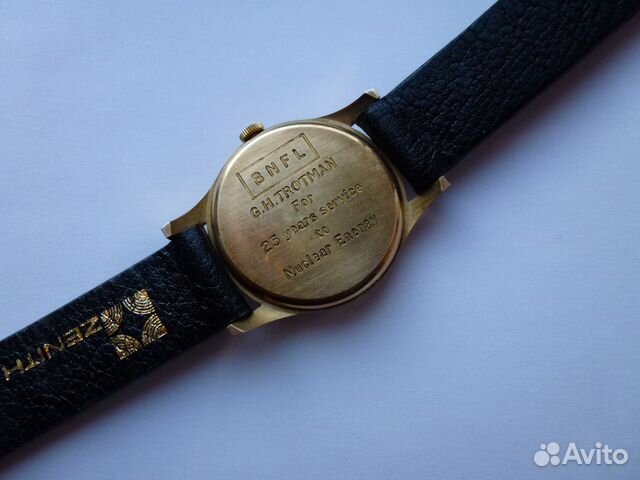 BNFL
G.H.TROTMAN
For
25 years service
to
Nuclear Energy
ZENITH
Avito